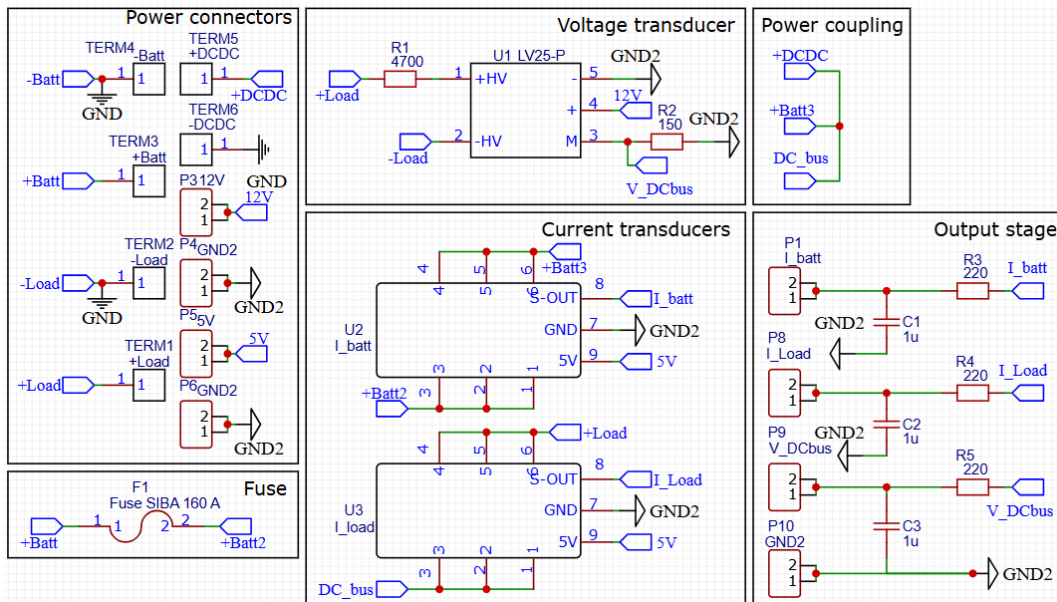 Power connectors
TERM4
-Batt
-Batt
1
1
GND
TERM5
+DCDC
1
1
+DCDC
TERM6
-DCDC
1
1
GND
TERM3
+Batt
+Batt
1
1
P3
12V
2
1
12V
TERM2
-Load
-Load
1
1
GND
P4
GND2
2
1
GND2
P5
5V
2
1
5V
TERM1
+Load
+Load
1
1
P6
GND2
2
1
GND2
Fuse
F1
Fuse SIBA 160 A
1
1
2
2
+Batt
+Batt2
Voltage transducer
R1
4700
+Load
U1 LV25-P
1
+HV
2
-HV
-Load
-
5
GND2
+
4
12V
M
3
R2
150
GND2
V_DCbus
Current transducers
4
5
6
+Batt3
4
5
6
S-OUT
8
I_batt
U2
I_batt
GND
7
GND2
5V
9
5V
3
2
1
+Batt2
3
2
1
4
5
6
+Load
4
5
6
S-OUT
8
I_Load
U3
I_load
GND
7
GND2
5V
9
5V
3
2
1
DC_bus
3
2
1
Power coupling
+DCDC
+Batt3
DC_bus
Output stage
P1
I_batt
2
1
R3
220
I_batt
GND2
C1
1u
P8
I_Load
2
1
R4
220
I_Load
GND2
C2
1u
P9
V_DCbus
2
1
R5
220
V_DCbus
C3
1u
P10
GND2
2
1
GND2